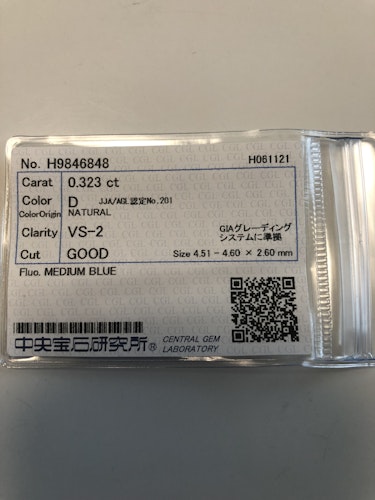 No. H9846848 H061121
Carat 0.323 ct
Color D JJA/AGL認定No.201
ColorOrigin NATURAL
Clarity VS-2 GIAグレーディング
システムに準拠
Cut GOOD Size 4.51 - 4.60 × 2.60 mm
Fluo. MEDIUM BLUE
中央宝石研究所® CENTRAL GEM
LABORATORY